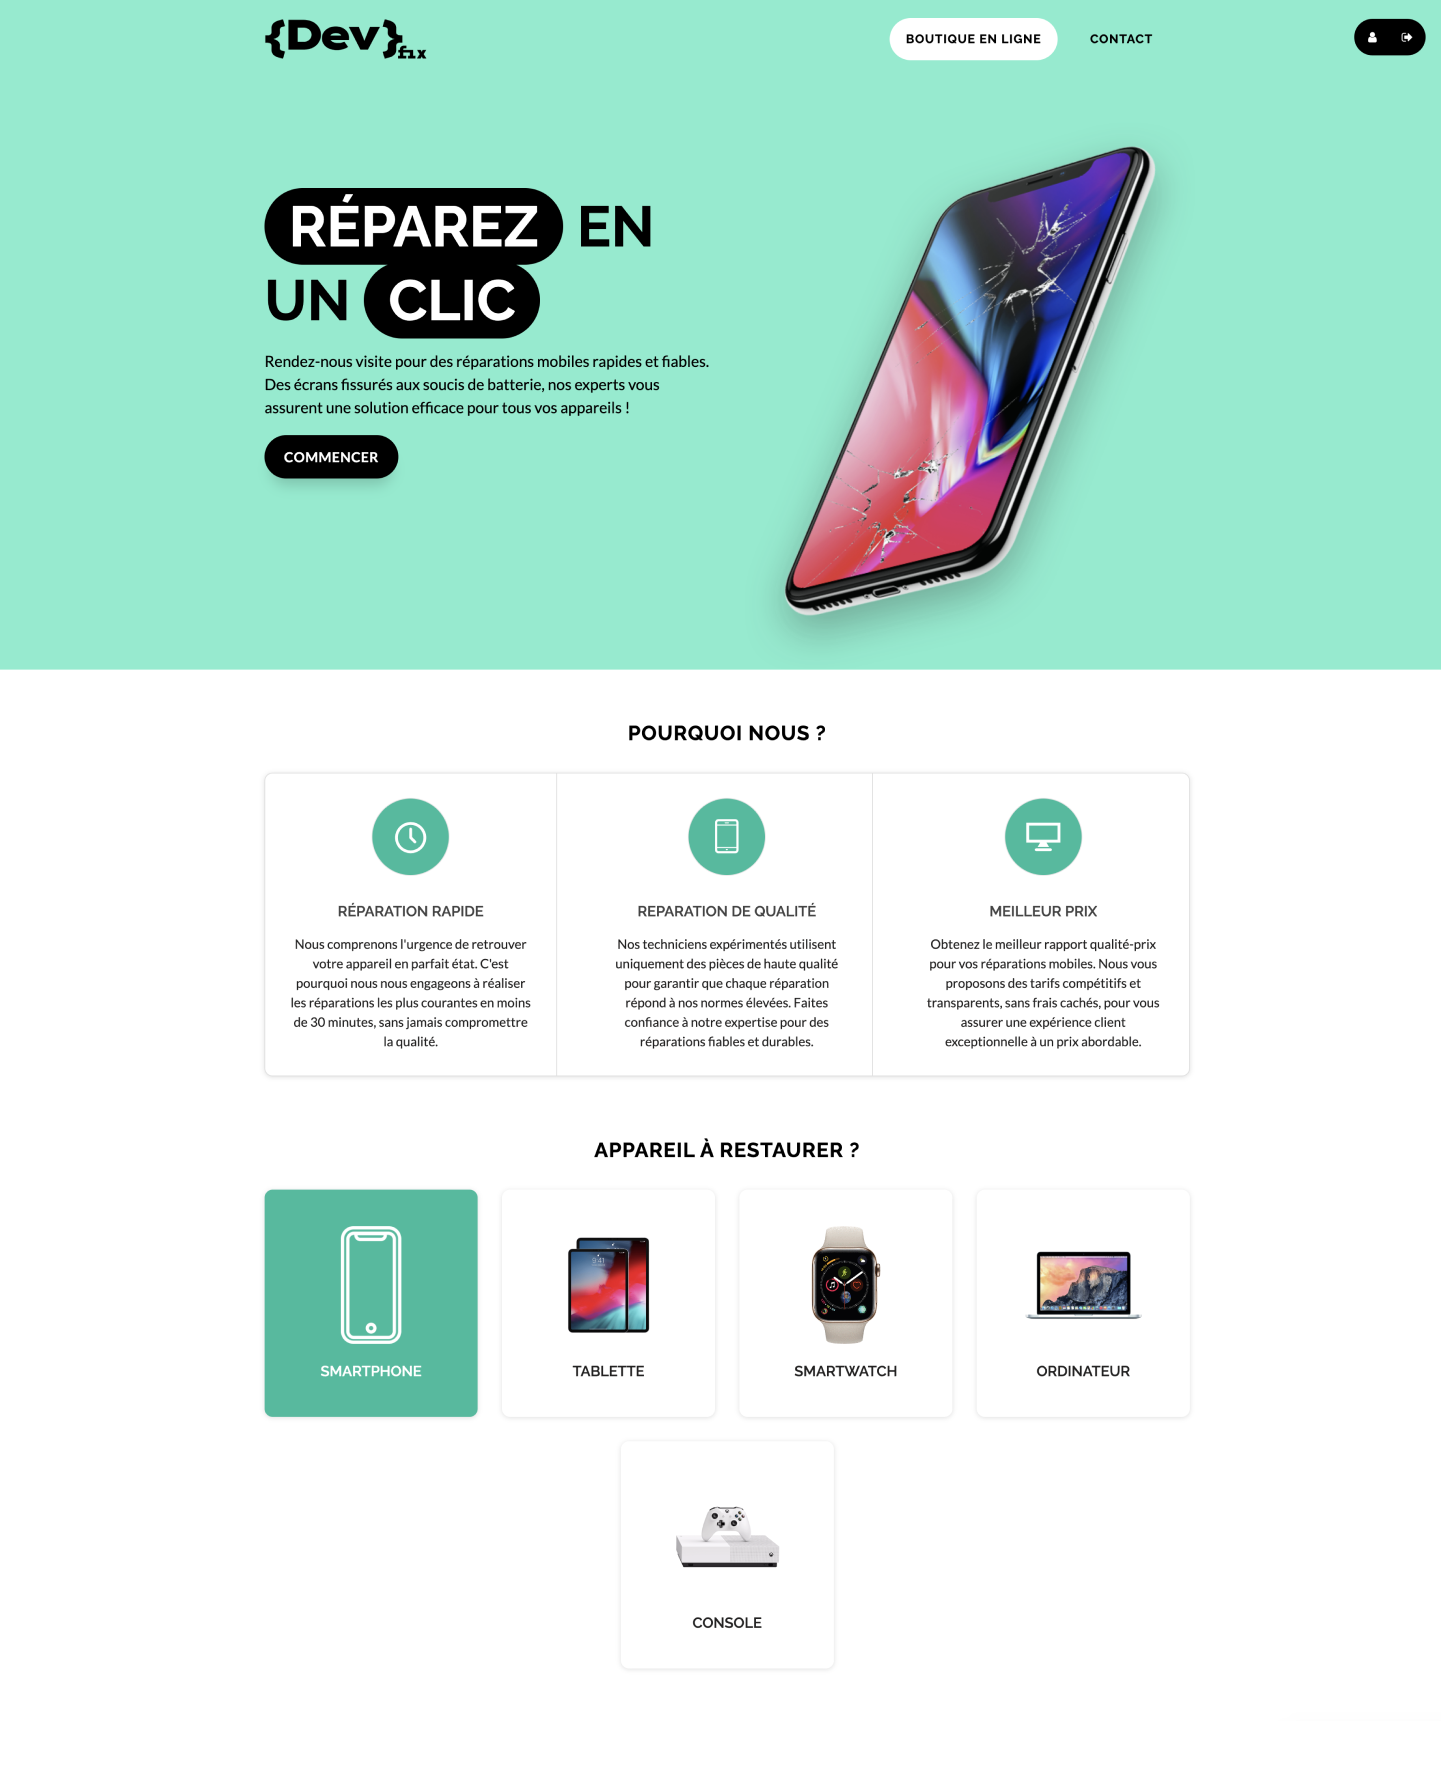 {Dev}fix
BOUTIQUE EN LIGNE
CONTACT
RÉPAREZ EN
UN CLIC
Rendez-nous visite pour des réparations mobiles rapides et fiables.
Des écrans fissurés aux soucis de batterie, nos experts vous
assurent une solution efficace pour tous vos appareils !
COMMENCER
POURQUOI NOUS ?
RÉPARATION RAPIDE
Nous comprenons l'urgence de retrouver
votre appareil en parfait état. C'est
pourquoi nous nous engageons à réaliser
les réparations les plus courantes en moins
de 30 minutes, sans jamais compromettre
la qualité.
REPARATION DE QUALITÉ
Nos techniciens expérimentés utilisent
uniquement des pièces de haute qualité
pour garantir que chaque réparation
répond à nos normes élevées. Faites
confiance à notre expertise pour des
réparations fiables et durables.
MEILLEUR PRIX
Obtenez le meilleur rapport qualité-prix
pour vos réparations mobiles. Nous vous
proposons des tarifs compétitifs et
transparents, sans frais cachés, pour vous
assurer une expérience client
exceptionnelle à un prix abordable.
APPAREIL À RESTAURER ?
SMARTPHONE
9:41
TABLETTE
SMARTWATCH
ORDINATEUR
CONSOLE